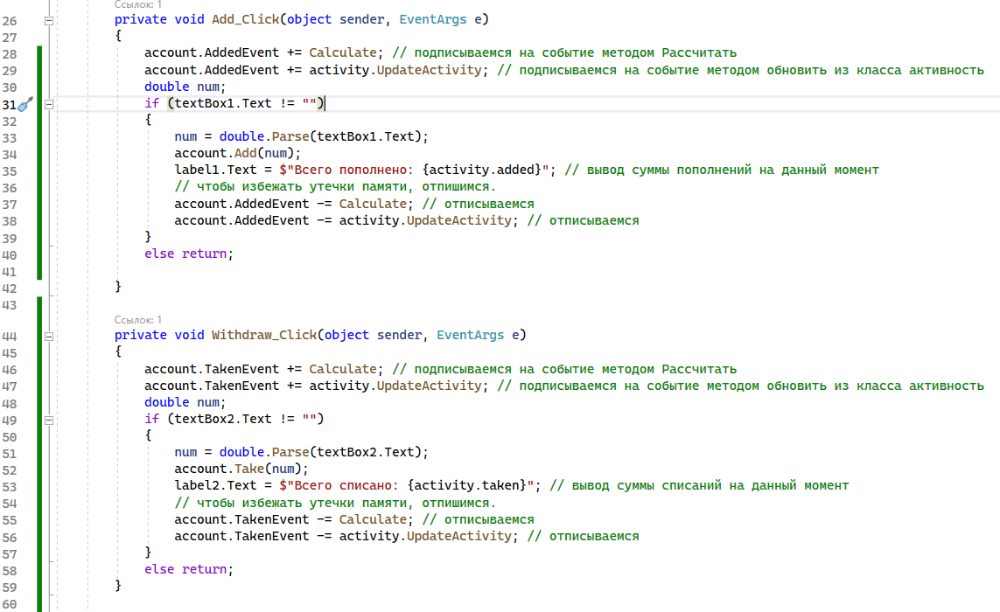 Ссылок: 1
26 private void Add_Click(object sender, EventArgs e)
27 {
28 account.AddedEvent += Calculate; // подписываемся на событие методом Рассчитать
29 account.AddedEvent += activity.UpdateActivity; // подписываемся на событие методом обновить из класса активность
30 double num;
31 if (textBox1.Text != "")
32 {
33 num = double.Parse(textBox1.Text);
34 account.Add(num);
35 label1.Text = $"Всего пополнено: {activity.added}"; // вывод суммы пополнений на данный момент
36 // чтобы избежать утечки памяти, отпишимся.
37 account.AddedEvent -= Calculate; // отписываемся
38 account.AddedEvent -= activity.UpdateActivity; // отписываемся
39 }
40 else return;
41
42 }
43
Ссылок: 1
44 private void Withdraw_Click(object sender, EventArgs e)
45 {
46 account.TakenEvent += Calculate; // подписываемся на событие методом Рассчитать
47 account.TakenEvent += activity.UpdateActivity; // подписываемся на событие методом обновить из класса активность
48 double num;
49 if (textBox2.Text != "")
50 {
51 num = double.Parse(textBox2.Text);
52 account.Take(num);
53 label2.Text = $"Всего списано: {activity.taken}"; // вывод суммы списаний на данный момент
54 // чтобы избежать утечки памяти, отпишимся.
55 account.TakenEvent -= Calculate; // отписываемся
56 account.TakenEvent -= activity.UpdateActivity; // отписываемся
57 }
58 else return;
59 }
60